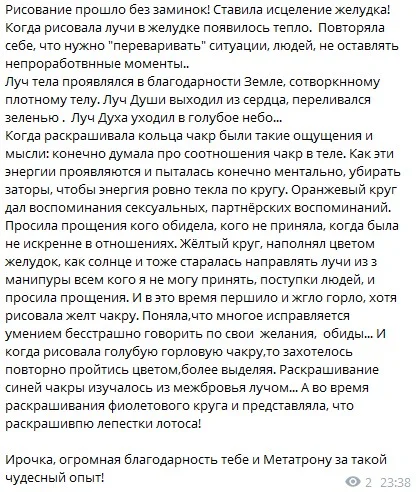 Рисование прошло без заминок! Ставила исцеление желудка!
Когда рисовала лучи в желудке появилось тепло.  Повторяла
себе, что нужно "переваривать" ситуации, людей, не оставлять
непроработвнные моменты..
Луч тела проявлялся в благодарности Земле, сотворкнному
плотному телу. Луч Души выходил из сердца, переливался
зеленью .  Луч Духа уходил в голубое небо...
Когда раскрашивала кольца чакр были такие ощущения и
мысли: конечно думала про соотношения чакр в теле. Как эти
энергии проявляются и пыталась конечно ментально, убирать
заторы, чтобы энергия ровно текла по кругу. Оранжевый круг
дал воспоминания сексуальных, партнёрских воспоминаний.
Просила прощения кого обидела, кого не приняла, когда была
не искренне в отношениях. Жёлтый круг, наполнял цветом
желудок, как солнце и тоже старалась направлять лучи из 3
манипуры всем кого я не могу принять, поступки людей, и
просила прощения. И в это время першило и жгло горло, хотя
рисовала желт чакру. Поняла,что многое исправляется
умением бесстрашно говорить по свои  желания,  обиды... И
когда рисовала голубую горловую чакру,то захотелось
повторно пройтись цветом,более выделяя. Раскрашивание
синей чакры изучалось из межбровья лучом... А во время
раскрашивания фиолетового круга и представляла, что
раскрашивпю лепестки лотоса!
Ирочка, огромная благодарность тебе и Метатрону за такой
чудесный опыт!
2 23:38